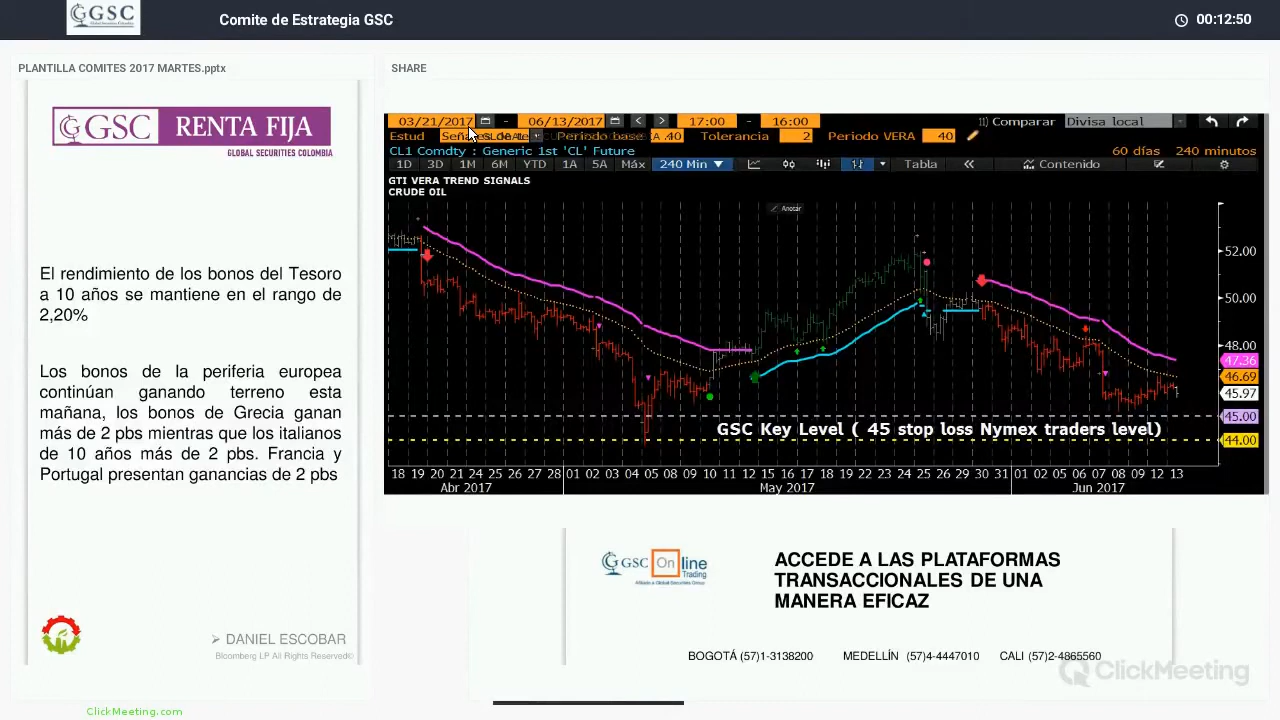 GSC
Comite de Estrategia GSC
00:12:50
PLANTILLA COMITES 2017 MARTES.pptx
GSC RENTA FIJA
GLOBAL SECURITIES COLOMBIA
El rendimiento de los bonos del Tesoro
a 10 años se mantiene en el rango de
2,20%
Los bonos de la periferia europea
continúan ganando terreno esta
mañana, los bonos de Grecia ganan
más de 2 pbs mientras que los italianos
de 10 años más de 2 pbs. Francia y
Portugal presentan ganancias de 2 pbs
➢ DANIEL ESCOBAR
Bloomberg LP All Rights Reserved©
ClickMeeting.com
SHARE
03/21/2017 - 06/13/2017 < > 17:00 - 16:00 11) Comparar Divisa local
Estud Periodo base 40 Tolerancia 2 Periodo VERA 40
CL1 Comdty : Generic 1st 'CL' Future 60 días 240 minutos
1D 3D 1M 6M YTD 1A 5A Máx 240 Min Tabla « Contenido
GTI VERA TREND SIGNALS
CRUDE OIL
Anotar
52.00
50.00
48.00
47.36
46.69
45.97
45.00
44.00
GSC Key Level ( 45 stop loss Nymex traders level)
18 19 20 21 24 25 26 27 28 01 02 03 04 05 08 09 10 11 12 15 16 17 18 19 22 23 24 25 26 29 30 31 01 02 05 06 07 08 09 12 13
Abr 2017 May 2017 Jun 2017
GSC Online
Trading
Afiliado a Global Securities Group
ACCEDE A LAS PLATAFORMAS
TRANSACCIONALES DE UNA
MANERA EFICAZ
BOGOTÁ (57)1-3138200 MEDELLÍN (57)4-4447010 CALI (57)2-4865560
ClickMeeting